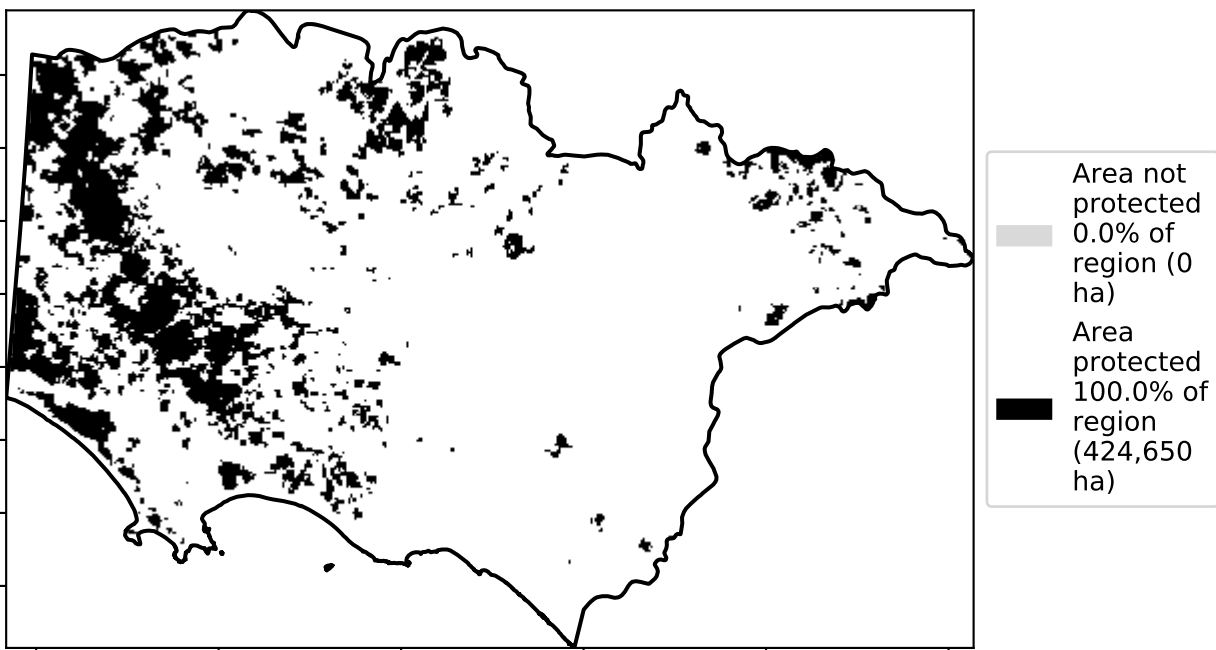 Area not
protected
0.0% of
region (0
ha)
Area
protected
100.0% of
region
(424,650
ha)